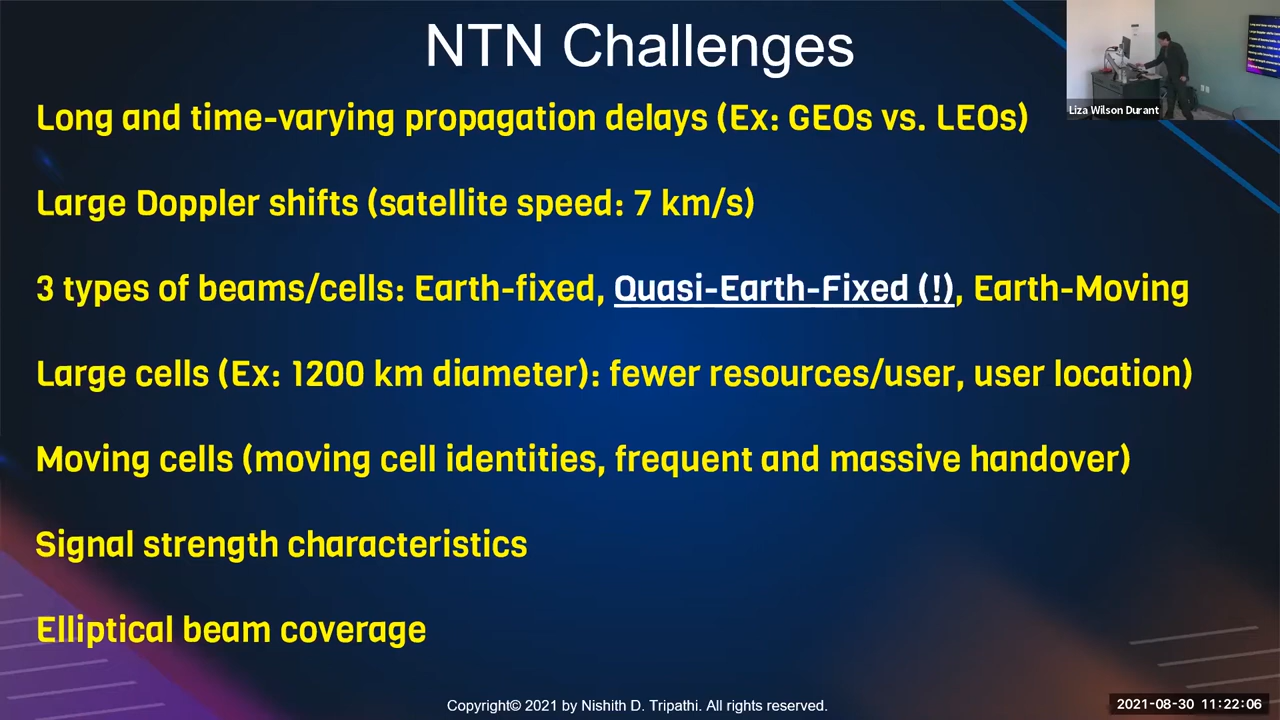 NTN Challenges
Long and time-varying propagation delays (Ex: GEOs vs. LEOs)
Liza Wilson Durant
Large Doppler shifts (satellite speed: 7 km/s)
3 types of beams/cells: Earth-fixed, Quasi-Earth-Fixed (!), Earth-Moving
Large cells (Ex: 1200 km diameter): fewer resources/user, user location)
Moving cells (moving cell identities, frequent and massive handover)
Signal strength characteristics
Elliptical beam coverage
Copyright© 2021 by Nishith D. Tripathi. All rights reserved.
2021-08-30 11:22:06